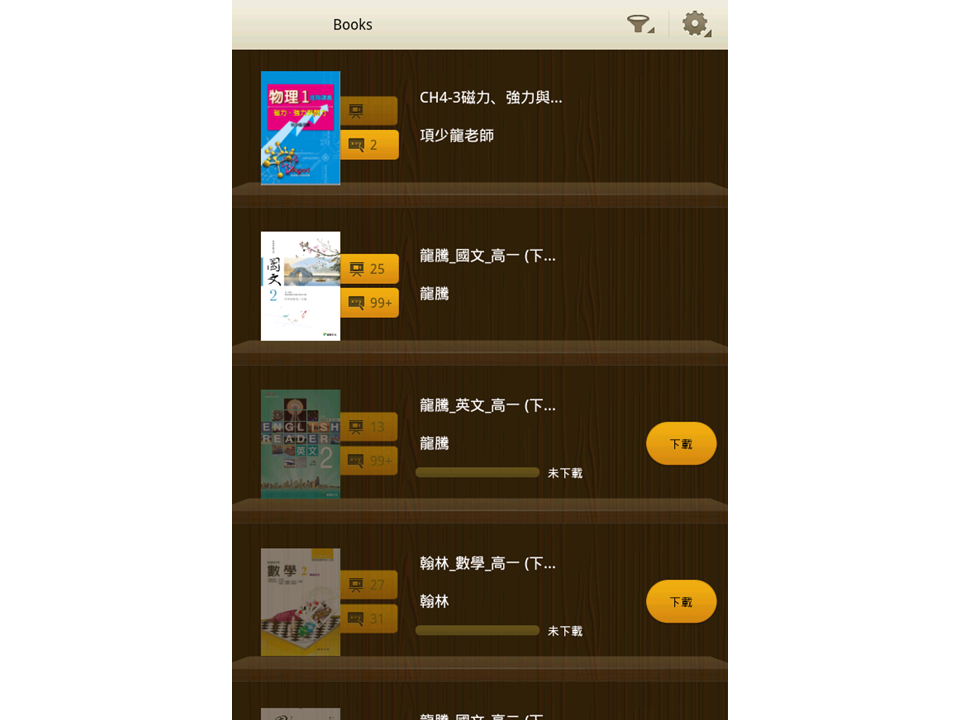 Books
物理 1
磁力、強力與弱力
2
CH4-3磁力、強力與...
項少龍老師
國文
2
25
99+
龍騰_國文_高一 (下...
龍騰
ENGLISH
READER
英文 2
13
99+
龍騰_英文_高一 (下...
龍騰
未下載
下載
數學 2
27
31
翰林_數學_高一 (下...
翰林
未下載
下載